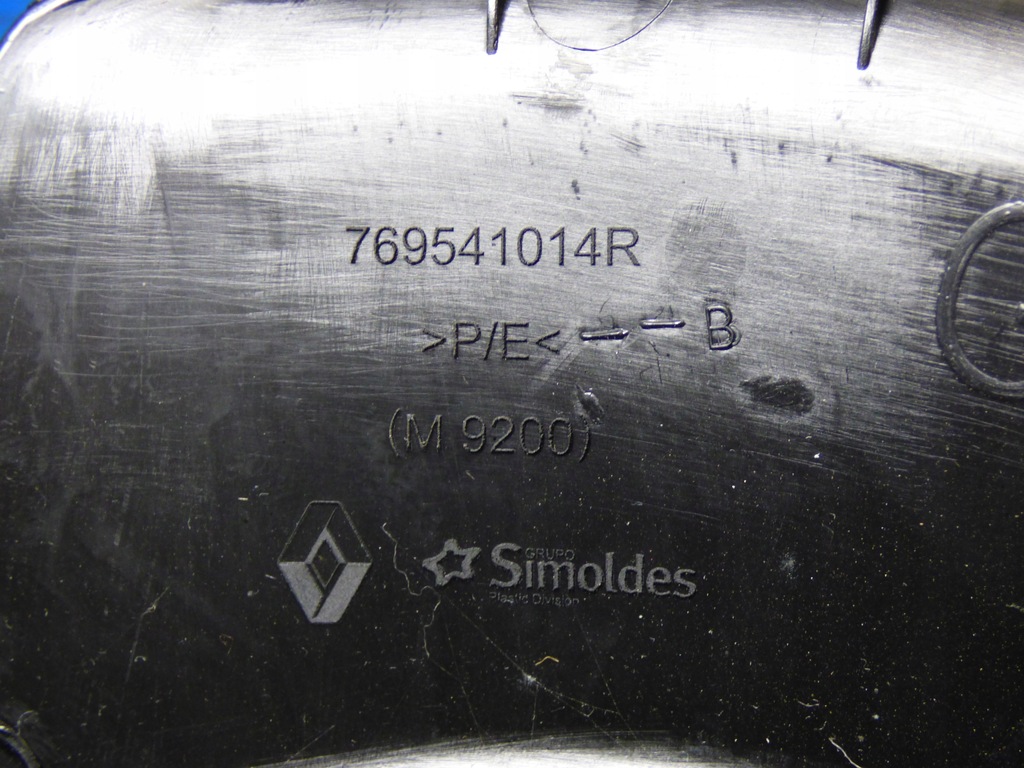 769541014R
>P/E< – – B
(M 9200)
GRUPO
Simoldes
Plastic Division